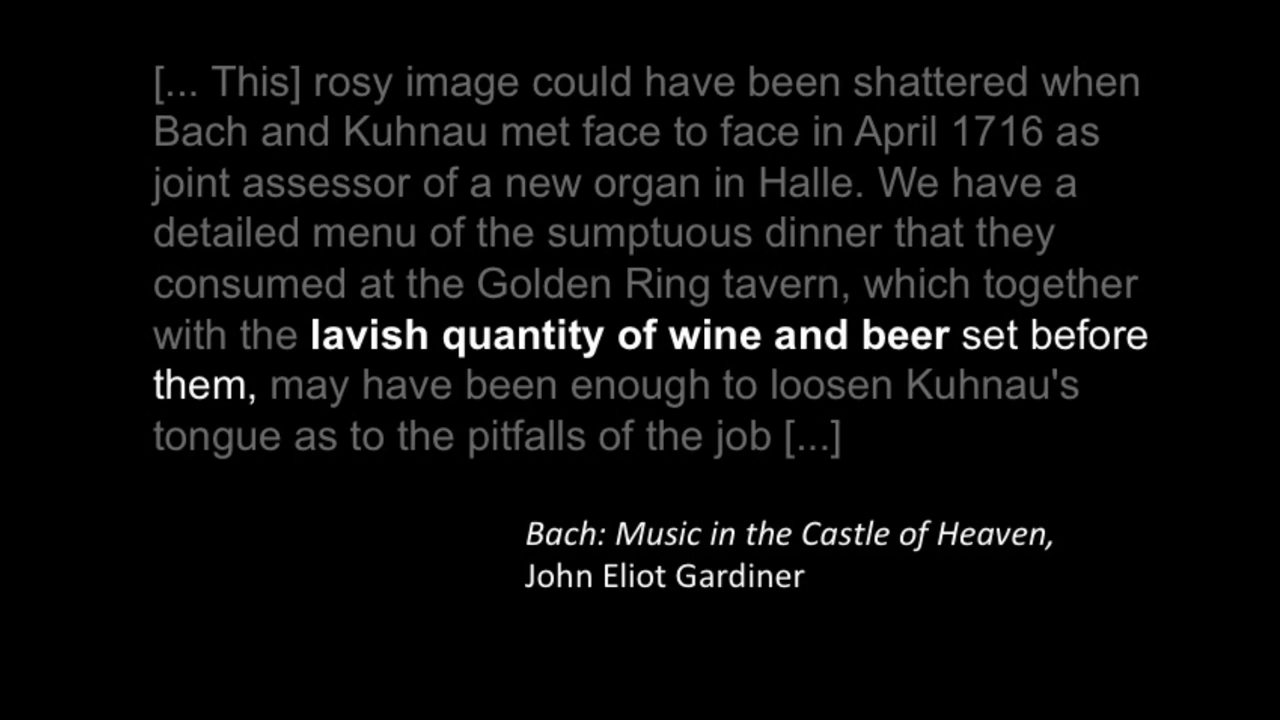 [... This] rosy image could have been shattered when
Bach and Kuhnau met face to face in April 1716 as
joint assessor of a new organ in Halle. We have a
detailed menu of the sumptuous dinner that they
consumed at the Golden Ring tavern, which together
with the lavish quantity of wine and beer set before
them, may have been enough to loosen Kuhnau's
tongue as to the pitfalls of the job [...]
Bach: Music in the Castle of Heaven,
John Eliot Gardiner